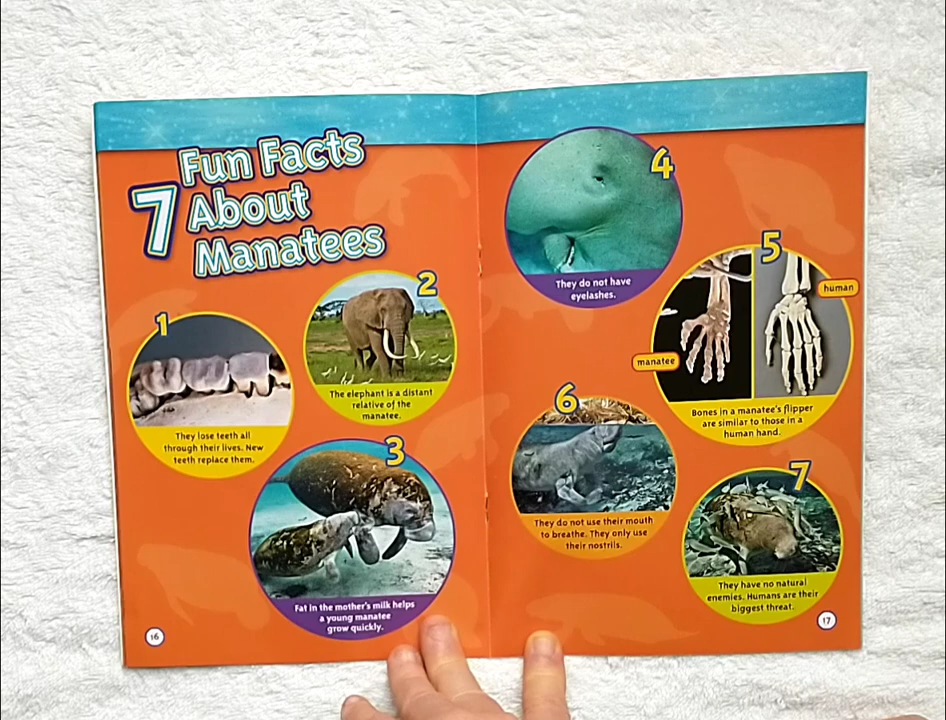 7
Fun Facts
About
Manatees
1
They lose teeth all
through their lives. New
teeth replace them.
2
The elephant is a distant
relative of the
manatee.
3
Fat in the mother's milk helps
a young manatee
grow quickly.
16
4
They do not have
eyelashes.
5
human
manatee
Bones in a manatee's flipper
are similar to those in a
human hand.
6
They do not use their mouth
to breathe. They only use
their nostrils.
7
They have no natural
enemies. Humans are their
biggest threat.
17